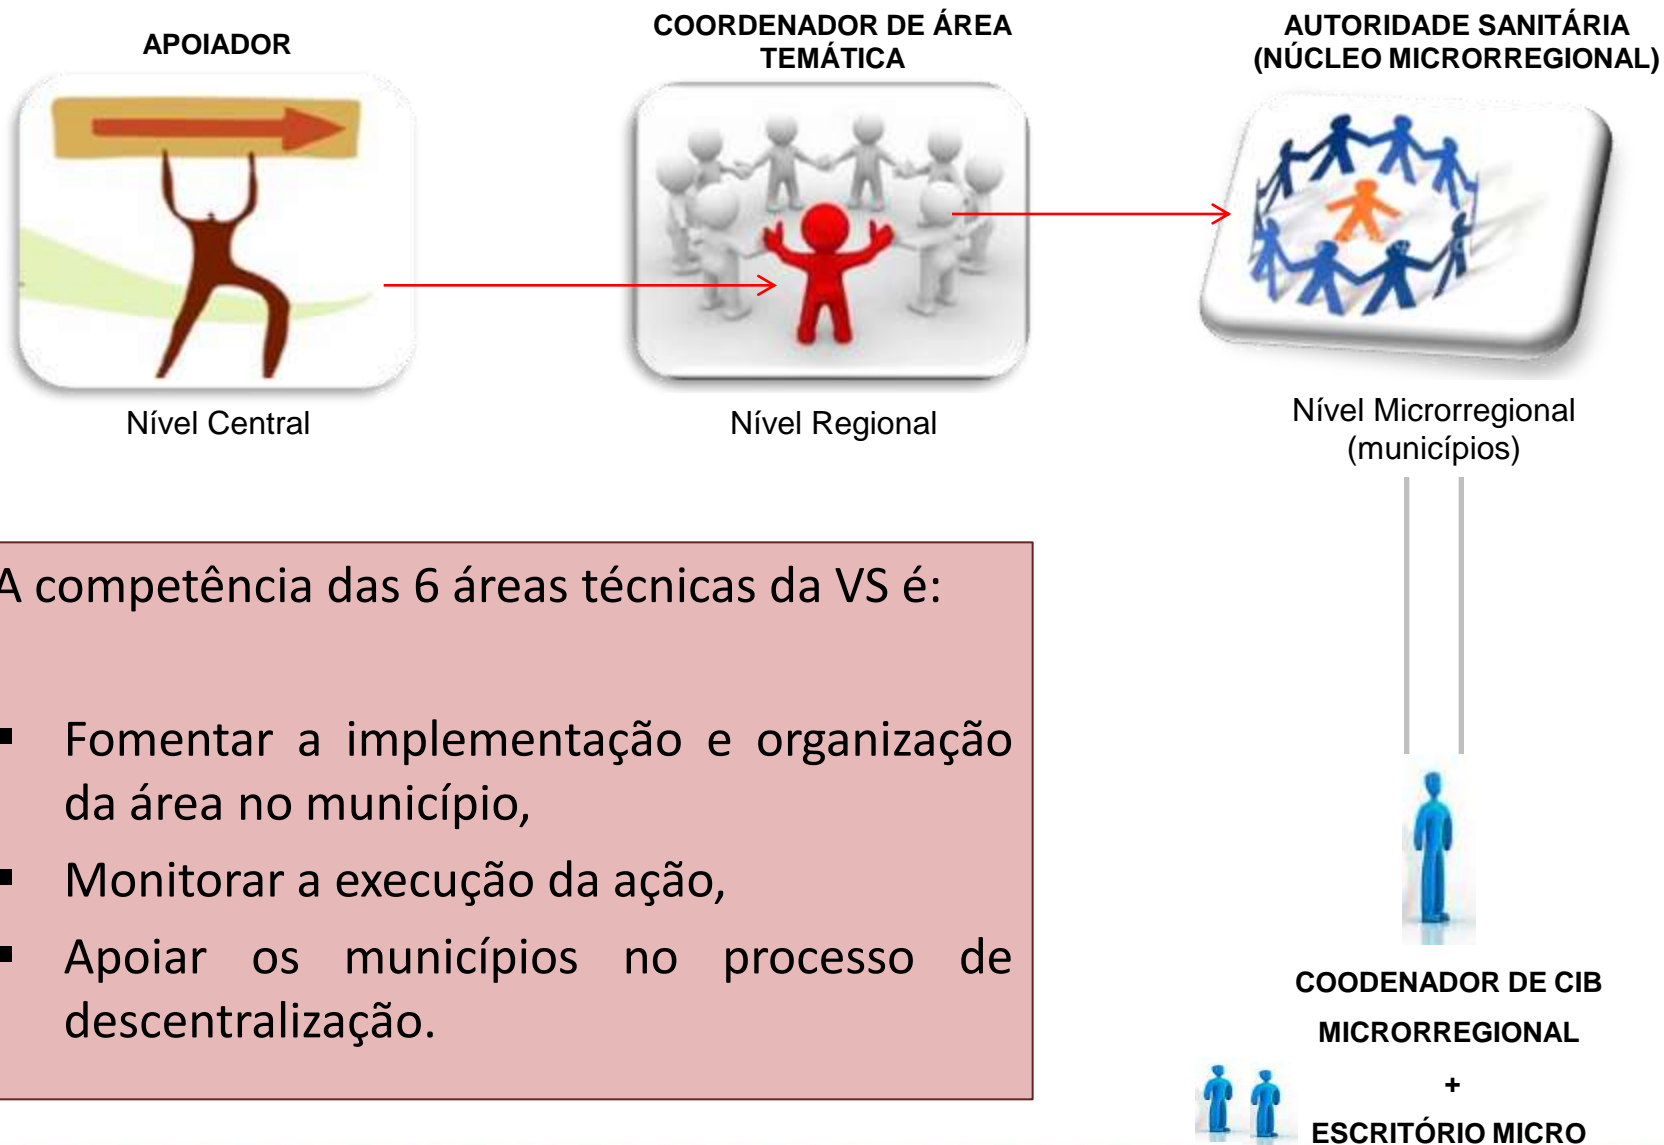 APOIADOR
COORDENADOR DE ÁREA
TEMÁTICA
AUTORIDADE SANITÁRIA
(NÚCLEO MICRORREGIONAL)
Nível Central
Nível Regional
Nível Microrregional
(municípios)
A competência das 6 áreas técnicas da VS é:
▪ Fomentar a implementação e organização
da área no município,
▪ Monitorar a execução da ação,
▪ Apoiar os municípios no processo de
descentralização.
COODENADOR DE CIB
MICRORREGIONAL
+
ESCRITÓRIO MICRO